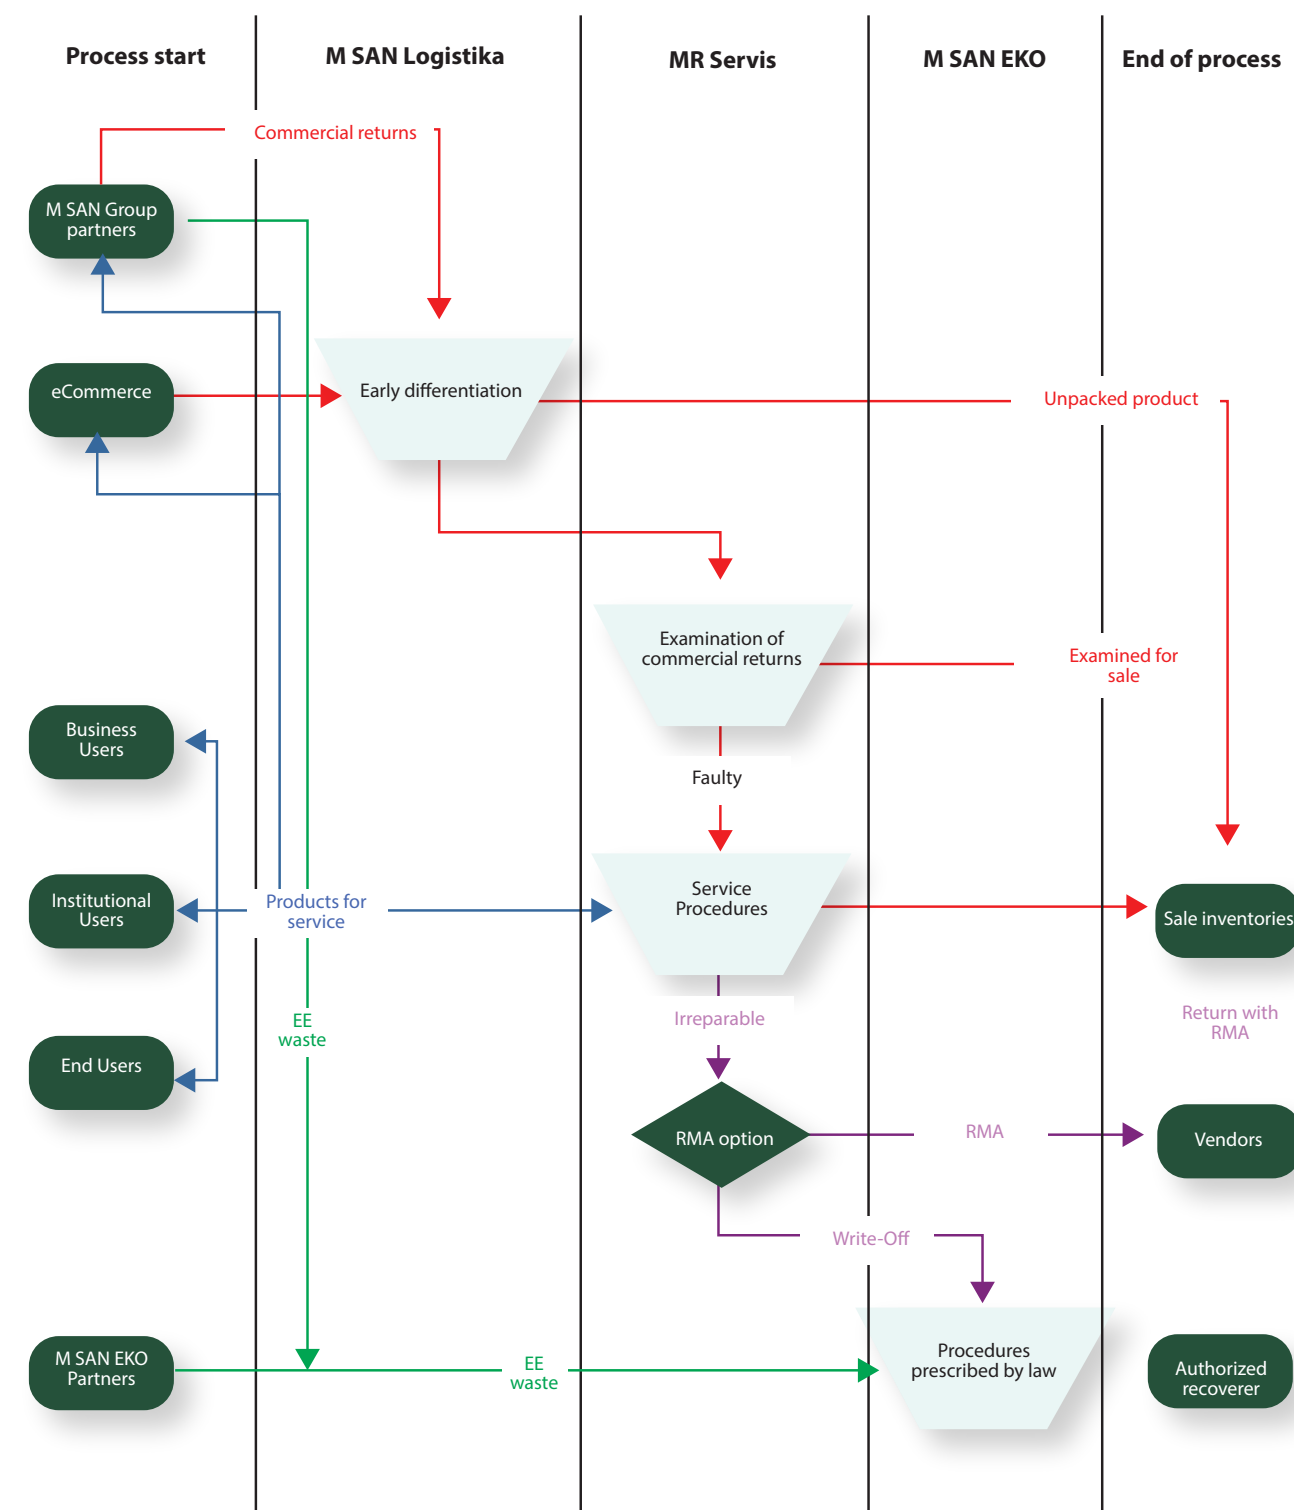 Process start
M SAN Logistika
MR Servis
M SAN EKO
End of process
Commercial returns
M SAN Group
partners
eCommerce
Early differentiation
Unpacked product
Examination of
commercial returns
Examined for
sale
Business
Users
Faulty
Institutional
Users
Products for
service
Service
Procedures
Sale inventories
EE
waste
Irreparable
Return with
RMA
End Users
RMA option
RMA
Vendors
Write-Off
M SAN EKO
Partners
EE
waste
Procedures
prescribed by law
Authorized
recoverer